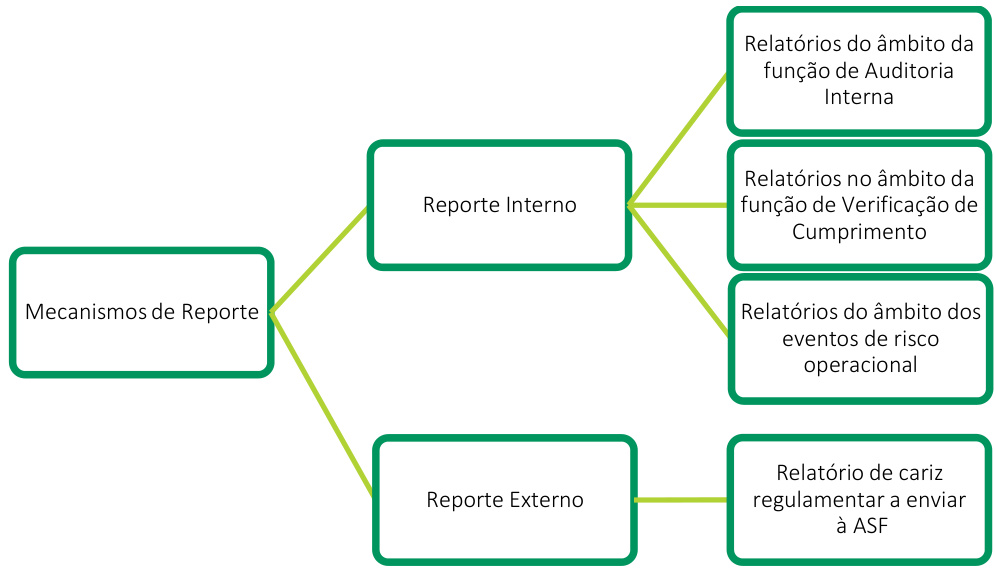 Mecanismos de Reporte
Reporte Interno
Relatórios do âmbito da
função de Auditoria
Interna
Relatórios no âmbito da
função de Verificação de
Cumprimento
Relatórios do âmbito dos
eventos de risco
operacional
Reporte Externo
Relatório de cariz
regulamentar a enviar
à ASF